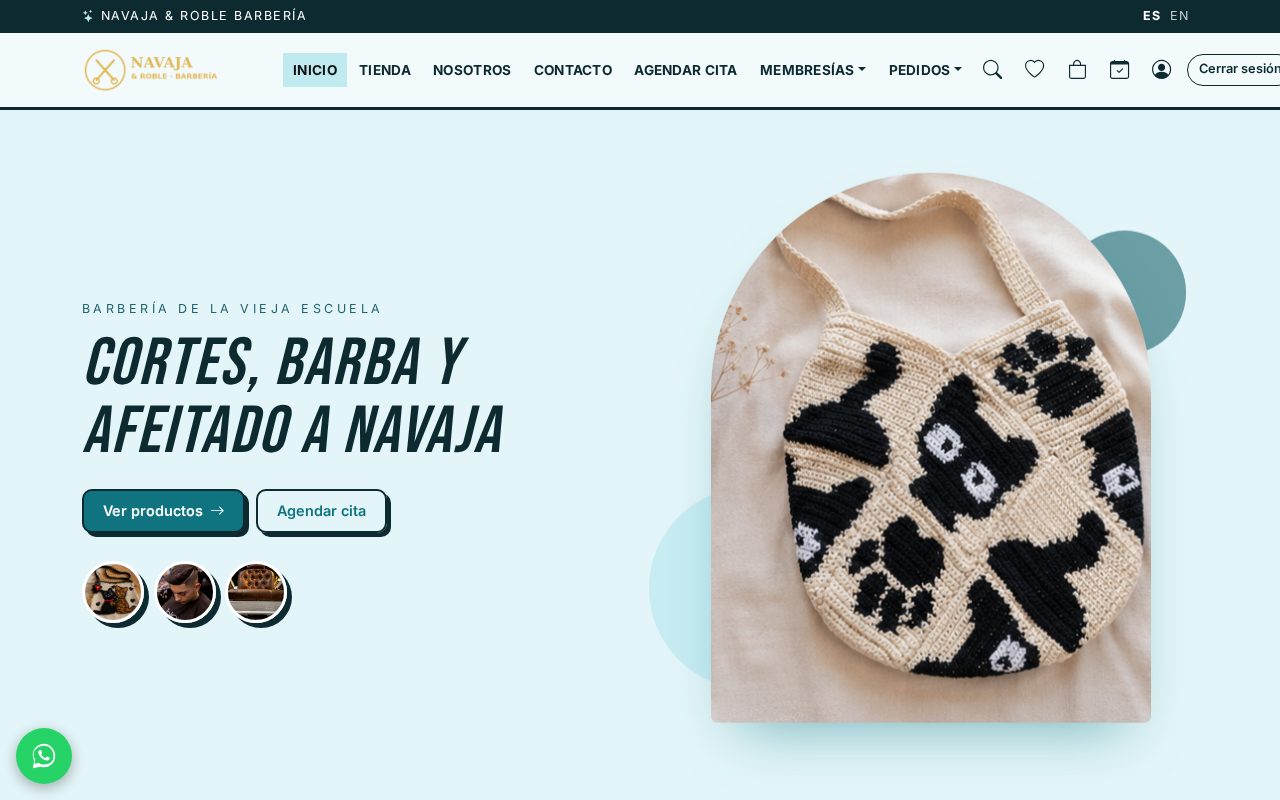 NAVAJA & ROBLE BARBERÍA
ES EN
NAVAJA
& ROBLE · BARBERÍA
INICIO TIENDA NOSOTROS CONTACTO AGENDAR CITA MEMBRESÍAS PEDIDOS Cerrar sesión
BARBERÍA DE LA VIEJA ESCUELA
CORTES, BARBA Y
AFEITADO A NAVAJA
Ver productos → Agendar cita